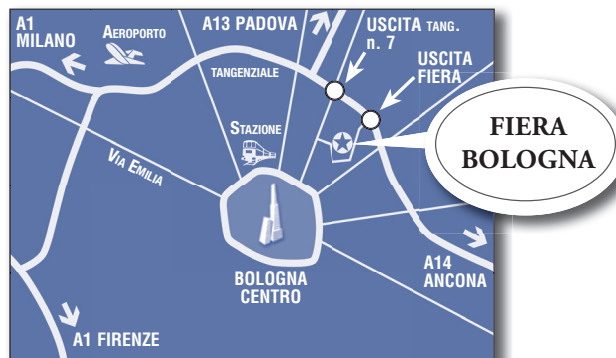 A1
MILANO
AEROPORTO
A13 PADOVA
USCITA TANG.
n. 7
USCITA
FIERA
TANGENZIALE
STAZIONE
VIA EMILIA
FIERA
BOLOGNA
BOLOGNA
CENTRO
A14
ANCONA
A1 FIRENZE